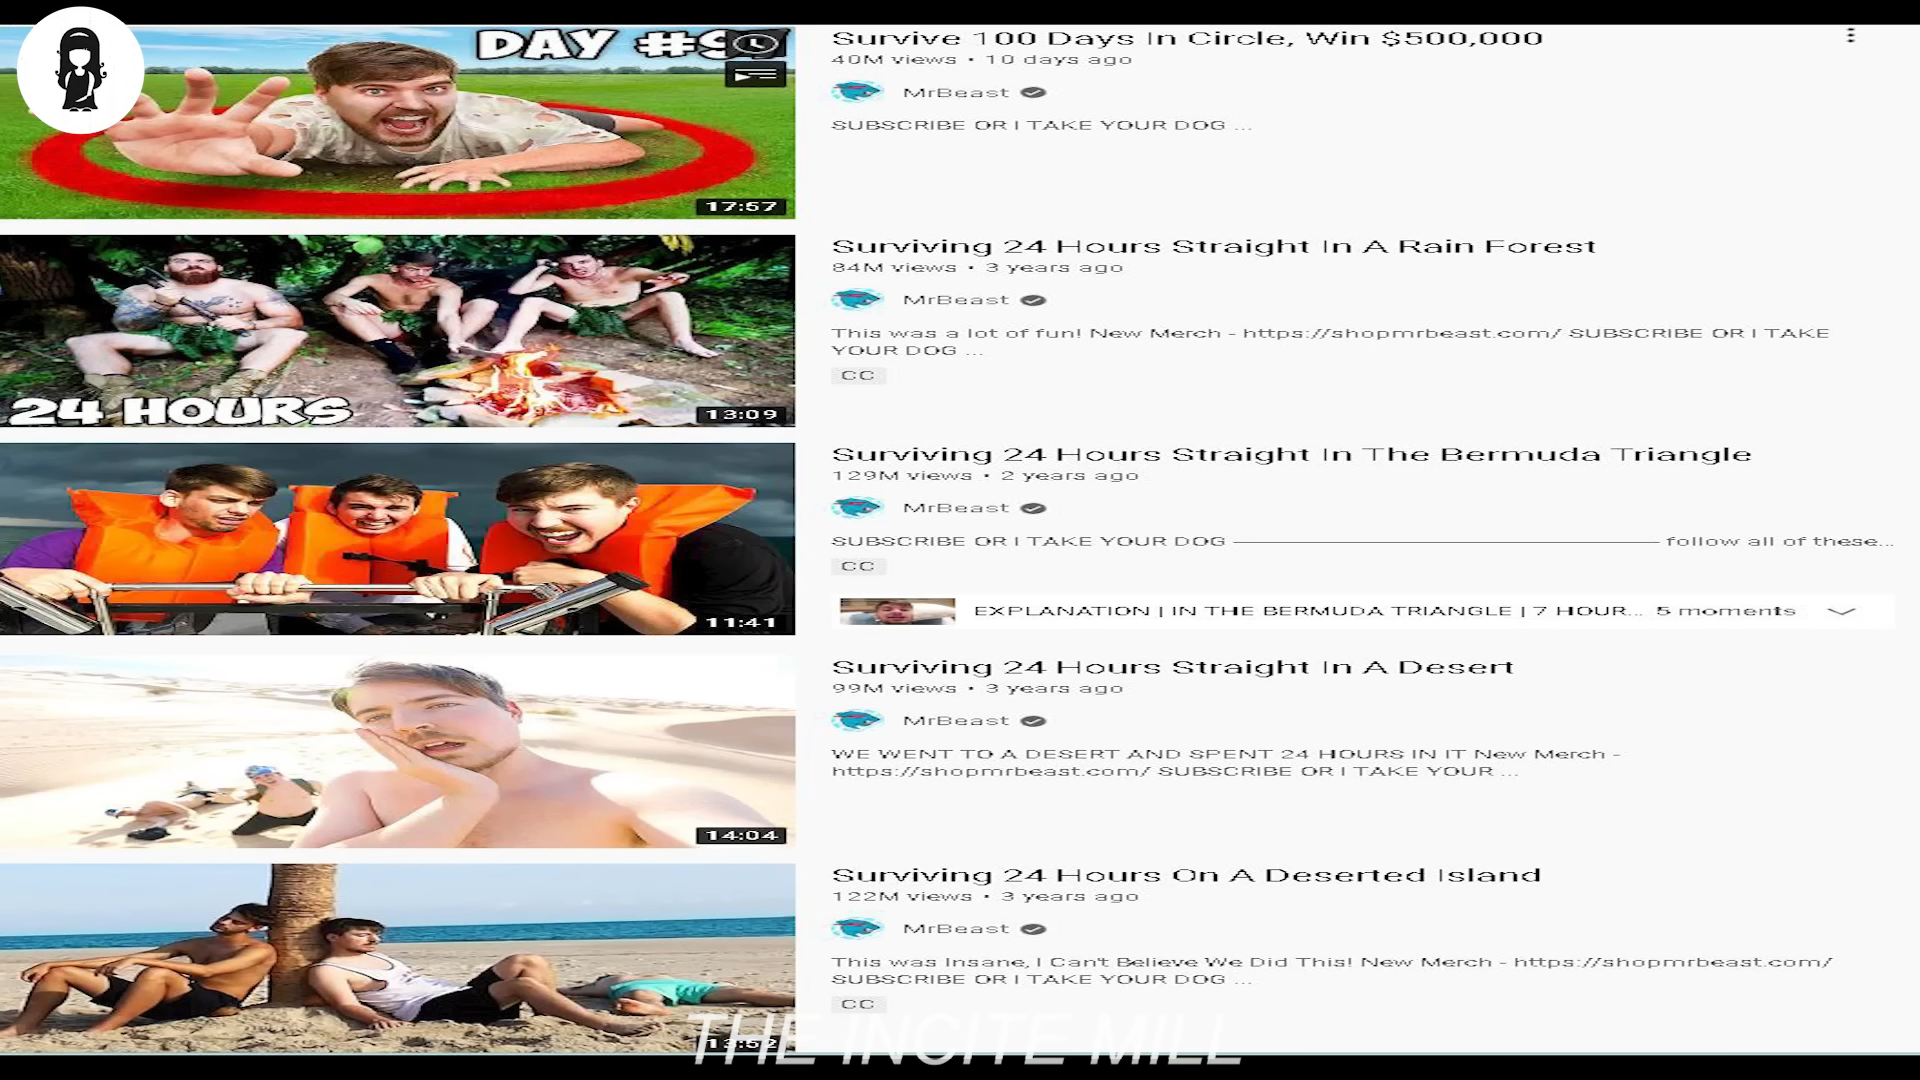 DAY #9
17:57
Survive 100 Days In Circle, Win $500,000
40M views • 10 days ago
MrBeast
SUBSCRIBE OR I TAKE YOUR DOG ...
24 HOURS
13:09
Surviving 24 Hours Straight In A Rain Forest
84M views • 3 years ago
MrBeast
This was a lot of fun! New Merch - https://shopmrbeast.com/ SUBSCRIBE OR I TAKE
YOUR DOG ...
CC
11:41
Surviving 24 Hours Straight In The Bermuda Triangle
129M views • 2 years ago
MrBeast
SUBSCRIBE OR I TAKE YOUR DOG ———————————— follow all of these...
CC
EXPLANATION | IN THE BERMUDA TRIANGLE | 7 HOUR... 5 moments
14:04
Surviving 24 Hours Straight In A Desert
99M views • 3 years ago
MrBeast
WE WENT TO A DESERT AND SPENT 24 HOURS IN IT New Merch -
https://shopmrbeast.com/ SUBSCRIBE OR I TAKE YOUR ...
13:52
Surviving 24 Hours On A Deserted Island
122M views • 3 years ago
MrBeast
This was Insane, I Can't Believe We Did This! New Merch - https://shopmrbeast.com/
SUBSCRIBE OR I TAKE YOUR DOG ...
CC
THE INCITE MILL